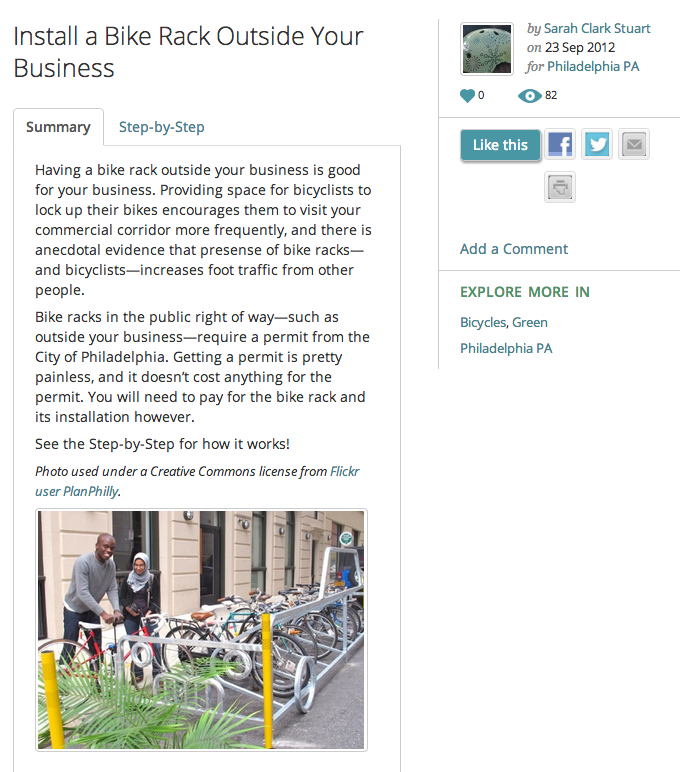 Install a Bike Rack Outside Your
Business
Summary
Step-by-Step
Having a bike rack outside your business is good
for your business. Providing space for bicyclists to
lock up their bikes encourages them to visit your
commercial corridor more frequently, and there is
anecdotal evidence that presense of bike racks—
and bicyclists—increases foot traffic from other
people.
Bike racks in the public right of way—such as
outside your business—require a permit from the
City of Philadelphia. Getting a permit is pretty
painless, and it doesn’t cost anything for the
permit. You will need to pay for the bike rack and
its installation however.
See the Step-by-Step for how it works!
Photo used under a Creative Commons license from Flickr
user PlanPhilly.
by Sarah Clark Stuart
on 23 Sep 2012
for Philadelphia PA
0
82
Like this
Add a Comment
EXPLORE MORE IN
Bicycles, Green
Philadelphia PA